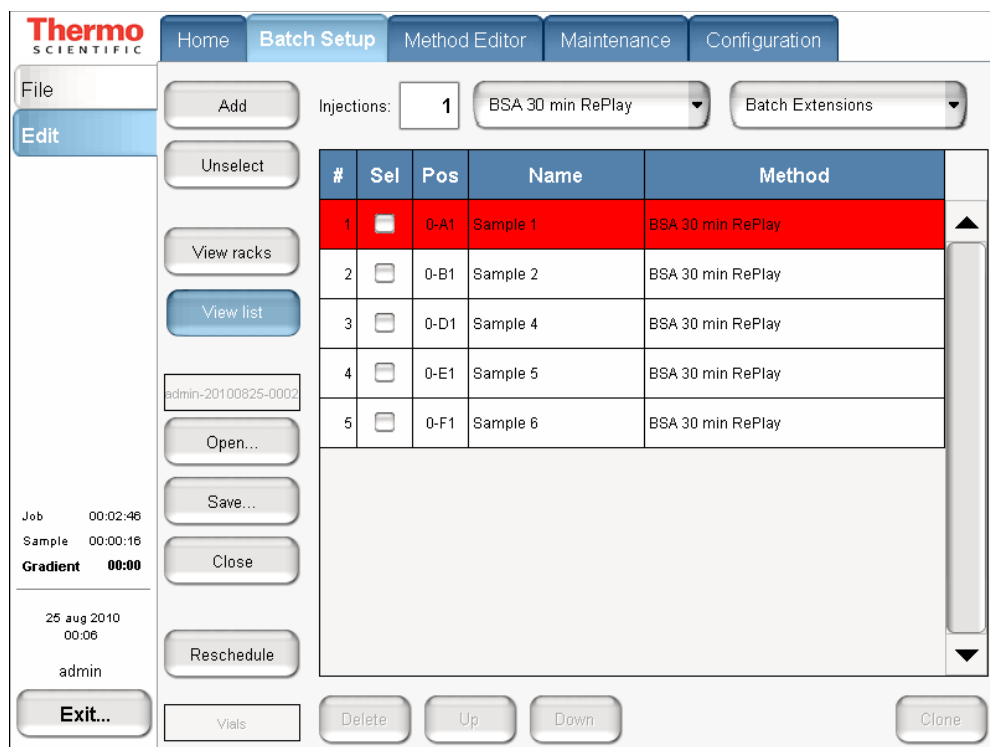 Thermo
SCIENTIFIC
Home Batch Setup Method Editor Maintenance Configuration
File
Edit
Add
Injections: 1 BSA 30 min RePlay Batch Extensions
Unselect
View racks
View list
admin-20100825-0002
Open...
Save...
Close
Reschedule
Vials
# Sel Pos Name Method
1 0-A1 Sample 1 BSA 30 min RePlay
2 0-B1 Sample 2 BSA 30 min RePlay
3 0-D1 Sample 4 BSA 30 min RePlay
4 0-E1 Sample 5 BSA 30 min RePlay
5 0-F1 Sample 6 BSA 30 min RePlay
Job 00:02:46
Sample 00:00:16
Gradient 00:00
25 aug 2010
00:06
admin
Exit...
Delete Up Down Clone